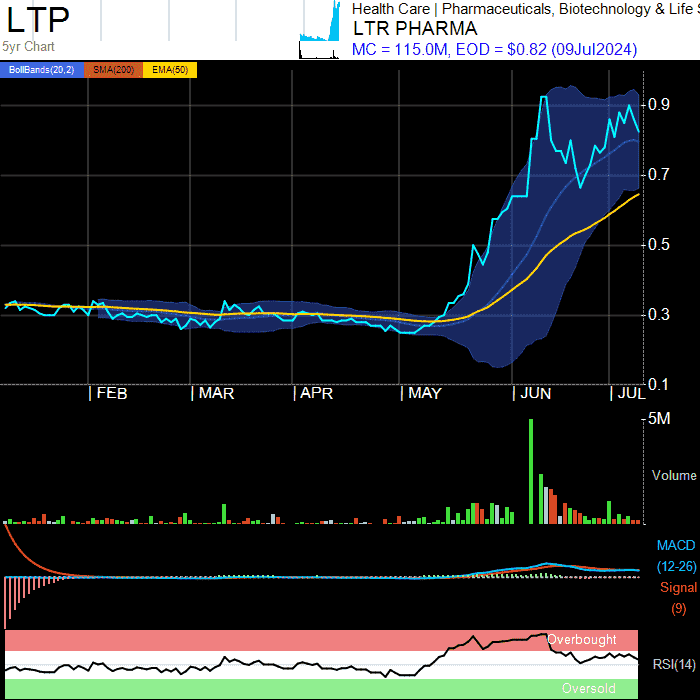 LTP
5yr Chart
Health Care | Pharmaceuticals, Biotechnology & Life S
LTR PHARMA
MC = 115.0M, EOD = $0.82 (09Jul2024)
BollBands(20,2) SMA(200) EMA(50)
0.9
0.7
0.5
0.3
0.1
| FEB | MAR | APR | MAY | JUN | JUL
5M
Volume
MACD
(12-26)
Signal
(9)
Overbought
RSI(14)
Oversold